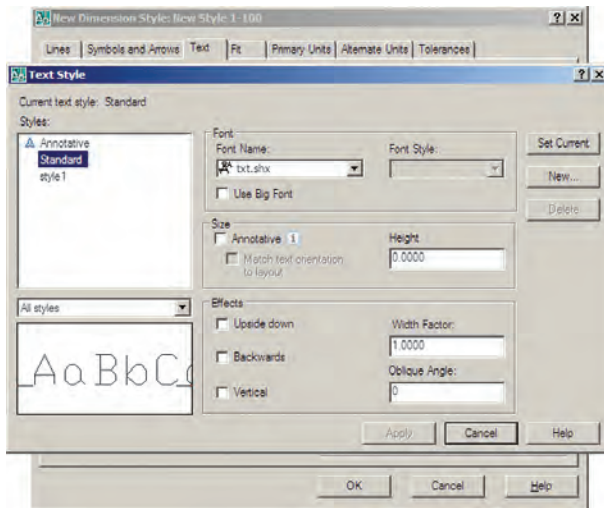 New Dimension Style: New Style 1-100
Lines Symbols and Arrows Text Fit Primary Units Alternate Units Tolerances
Text Style
Current text style: Standard
Styles:
Annotative
Standard
style1
All styles
AaBbCc
Font
Font Name:
txt.shx
Use Big Font
Font Style:
Size
Annotative
Match text orientation
to layout
Height
0.0000
Effects
Upside down
Backwards
Vertical
Width Factor:
1.0000
Oblique Angle:
0
Set Current
New...
Delete
Apply Cancel Help
OK Cancel Help